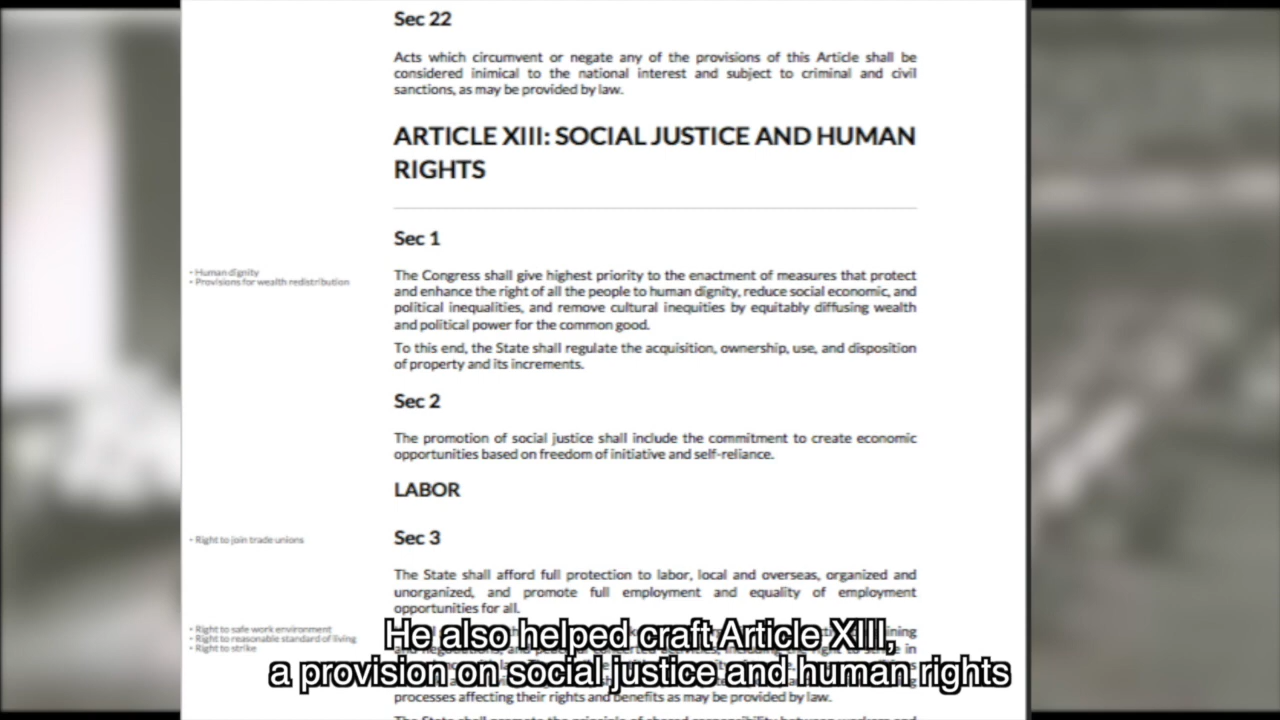 Sec 22
Acts which circumvent or negate any of the provisions of this Article shall be
considered inimical to the national interest and subject to criminal and civil
sanctions, as may be provided by law.
ARTICLE XIII: SOCIAL JUSTICE AND HUMAN
RIGHTS
Sec 1
• Human dignity
• Provisions for wealth redistribution
The Congress shall give highest priority to the enactment of measures that protect
and enhance the right of all the people to human dignity, reduce social economic, and
political inequalities, and remove cultural inequities by equitably diffusing wealth
and political power for the common good.
To this end, the State shall regulate the acquisition, ownership, use, and disposition
of property and its increments.
Sec 2
The promotion of social justice shall include the commitment to create economic
opportunities based on freedom of initiative and self-reliance.
LABOR
• Right to join trade unions
Sec 3
The State shall afford full protection to labor, local and overseas, organized and
unorganized, and promote full employment and equality of employment
opportunities for all.
• Right to safe work environment
• Right to reasonable standard of living
• Right to strike
He also helped craft Article XIII,
a provision on social justice and human rights
processes affecting their rights and benefits as may be provided by law.